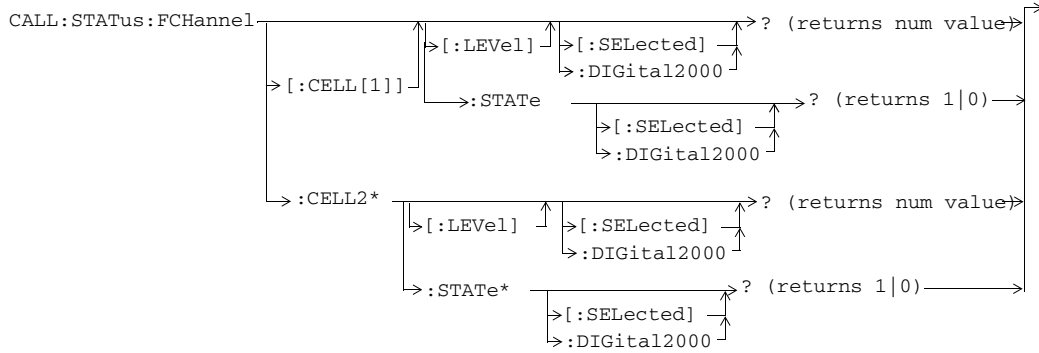 CALL:STATus:FCHannel ? (returns num value)
[:LEVel] [:SELected]
:DIGital2000
[:CELL[1]]
:STATe ? (returns 1|0)
[:SELected]
:DIGital2000
:CELL2* ? (returns num value)
[:LEVel] [:SELected]
:DIGital2000
:STATe* ? (returns 1|0)
[:SELected]
:DIGital2000